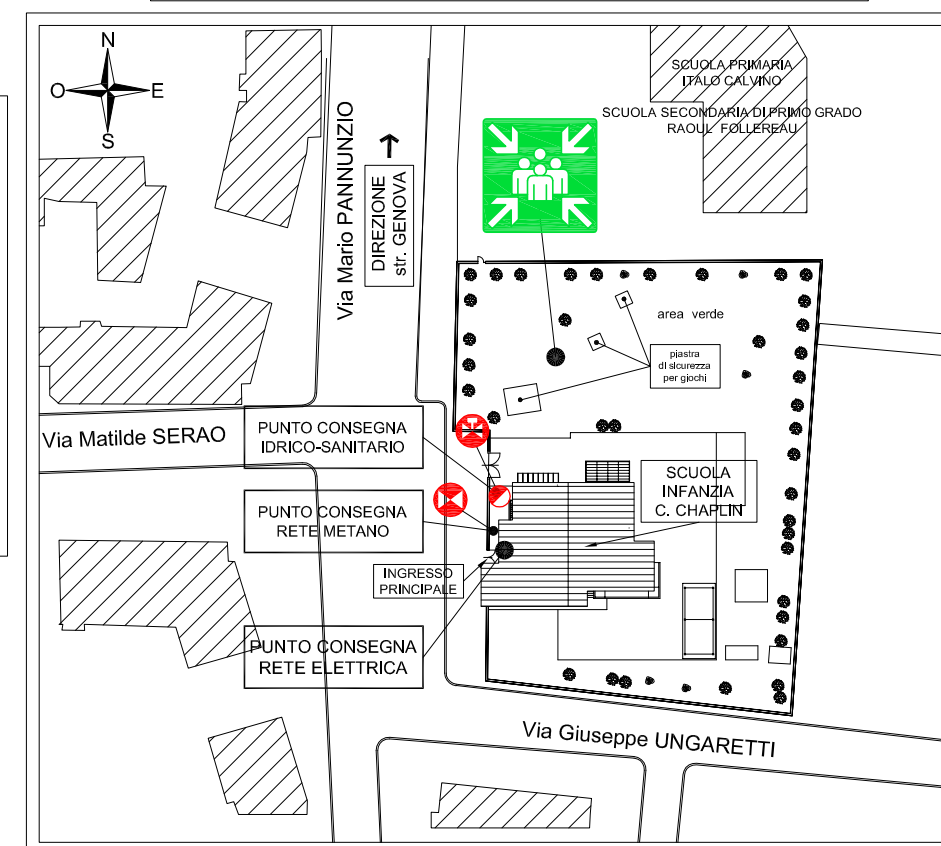 N
O
E
S
SCUOLA PRIMARIA
ITALO CALVINO
SCUOLA SECONDARIA DI PRIMO GRADO
RAOUL FOLLEREAU
Via Mario PANNUNZIO
DIREZIONE
str. GENOVA
area verde
piastra
di sicurezza
per giochi
Via Matilde SERAO
PUNTO CONSEGNA
IDRICO-SANITARIO
SCUOLA
INFANZIA
C. CHAPLIN
PUNTO CONSEGNA
RETE METANO
INGRESSO
PRINCIPALE
PUNTO CONSEGNA
RETE ELETTRICA
Via Giuseppe UNGARETTI